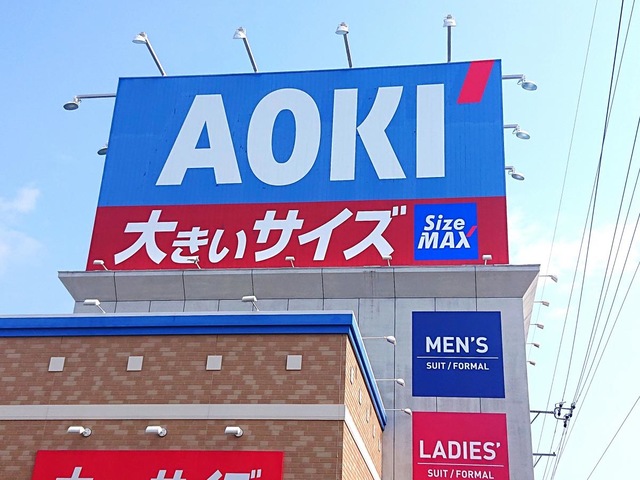 AOKI'
大きいサイズ
Size
MAX'
MEN'S
SUIT / FORMAL
LADIES'
SUIT / FORMAL